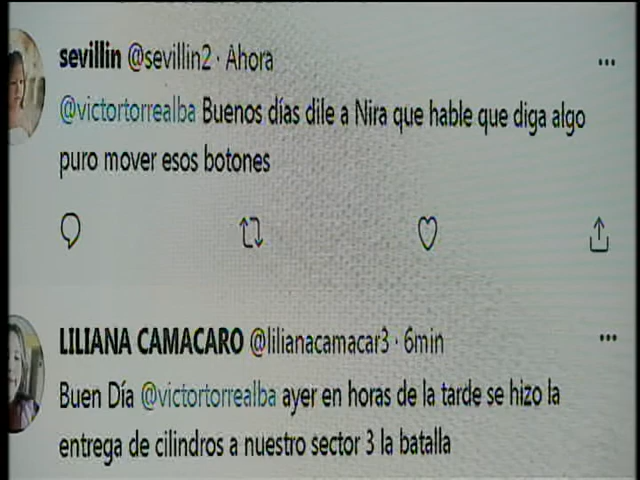 sevillin @sevillin2 · Ahora
@victortorrealba Buenos días dile a Nira que hable que diga algo
puro mover esos botones
LILIANA CAMACARO @lilianacamacar3 · 6min
Buen Día @victortorrealba ayer en horas de la tarde se hizo la
entrega de cilindros a nuestro sector 3 la batalla